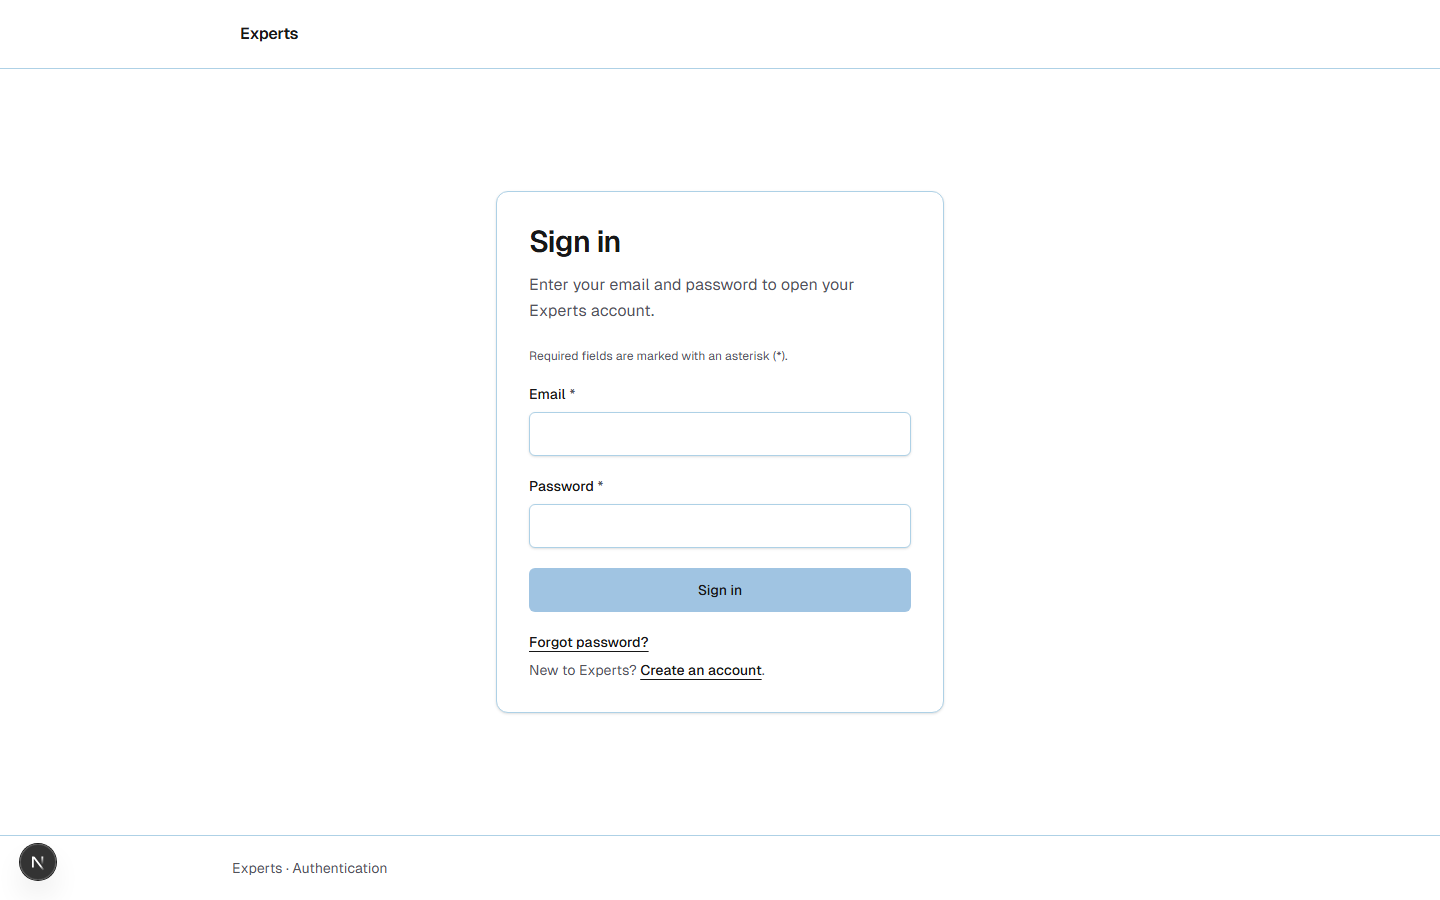 Experts
Sign in
Enter your email and password to open your
Experts account.
Required fields are marked with an asterisk (*).
Email *
Password *
Sign in
Forgot password?
New to Experts? Create an account.
N
Experts · Authentication